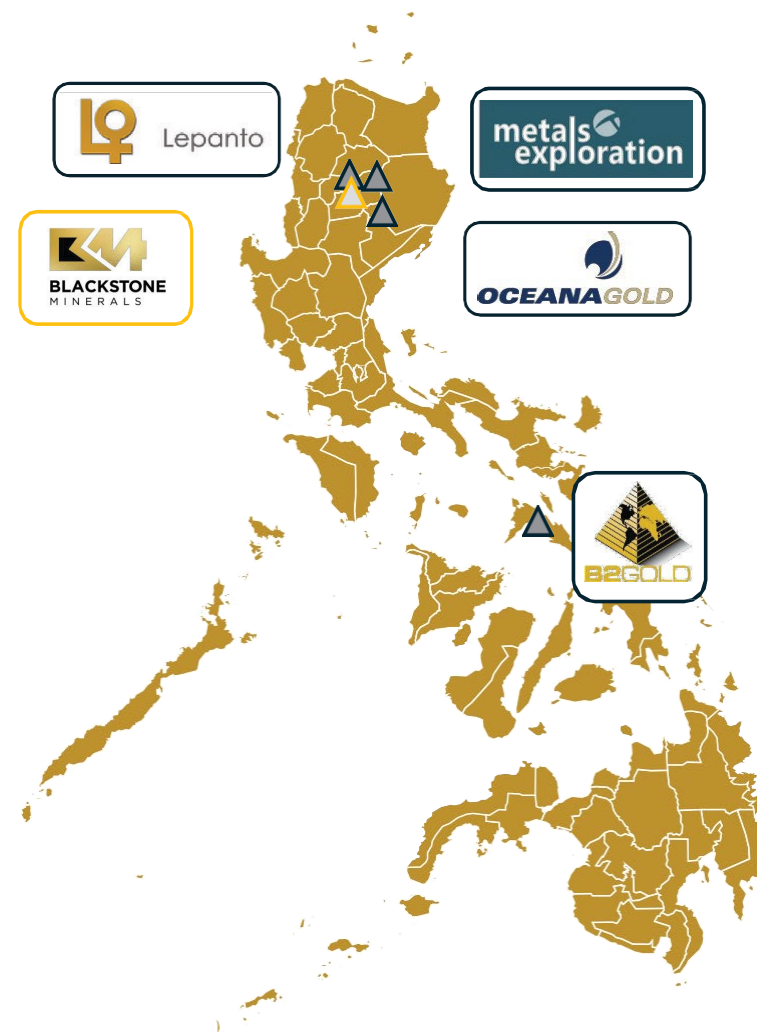 Lepanto
metals
exploration
BLACKSTONE
MINERALS
OCEANAGOLD
B2GOLD